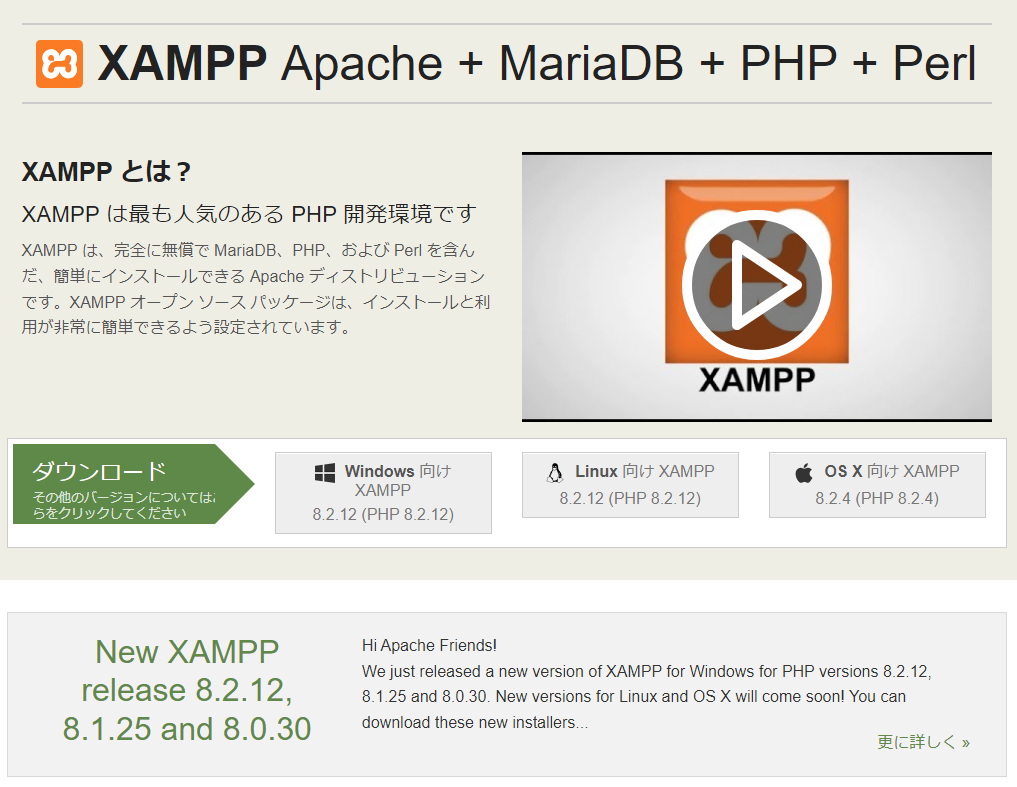 XAMPP Apache + MariaDB + PHP + Perl
XAMPP とは？
XAMPP は最も人気のある PHP 開発環境です
XAMPP は、完全に無償で MariaDB、PHP、および Perl を含ん
だ、簡単にインストールできる Apache ディストリビューション
です。XAMPP オープン ソース パッケージは、インストールと利
用が非常に簡単できるよう設定されています。
XAMPP
ダウンロード
その他のバージョンについては
らをクリックしてください
Windows 向け
XAMPP
8.2.12 (PHP 8.2.12)
Linux 向け XAMPP
8.2.12 (PHP 8.2.12)
OS X 向け XAMPP
8.2.4 (PHP 8.2.4)
New XAMPP
release 8.2.12,
8.1.25 and 8.0.30
Hi Apache Friends!
We just released a new version of XAMPP for Windows for PHP versions 8.2.12,
8.1.25 and 8.0.30. New versions for Linux and OS X will come soon! You can
download these new installers...
更に詳しく »